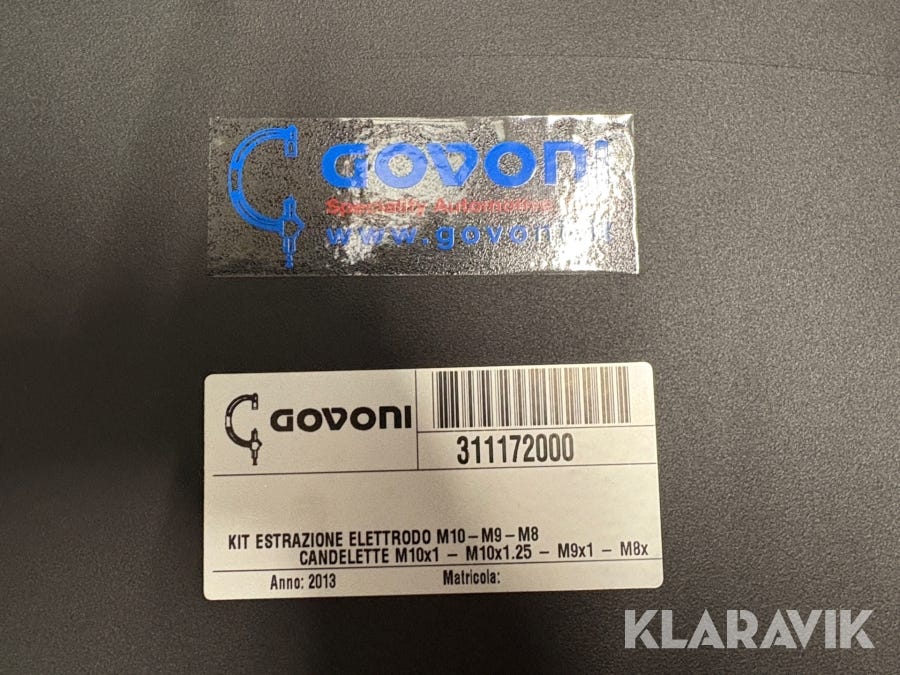 GOVONI
Speciality Automotive
www.govoni.it
GOVONI
311172000
KIT ESTRAZIONE ELETTRODO M10-M9-M8
CANDELETTE M10x1 - M10x1.25 - M9x1 - M8x
Anno: 2013 Matricola:
KLARAVIK